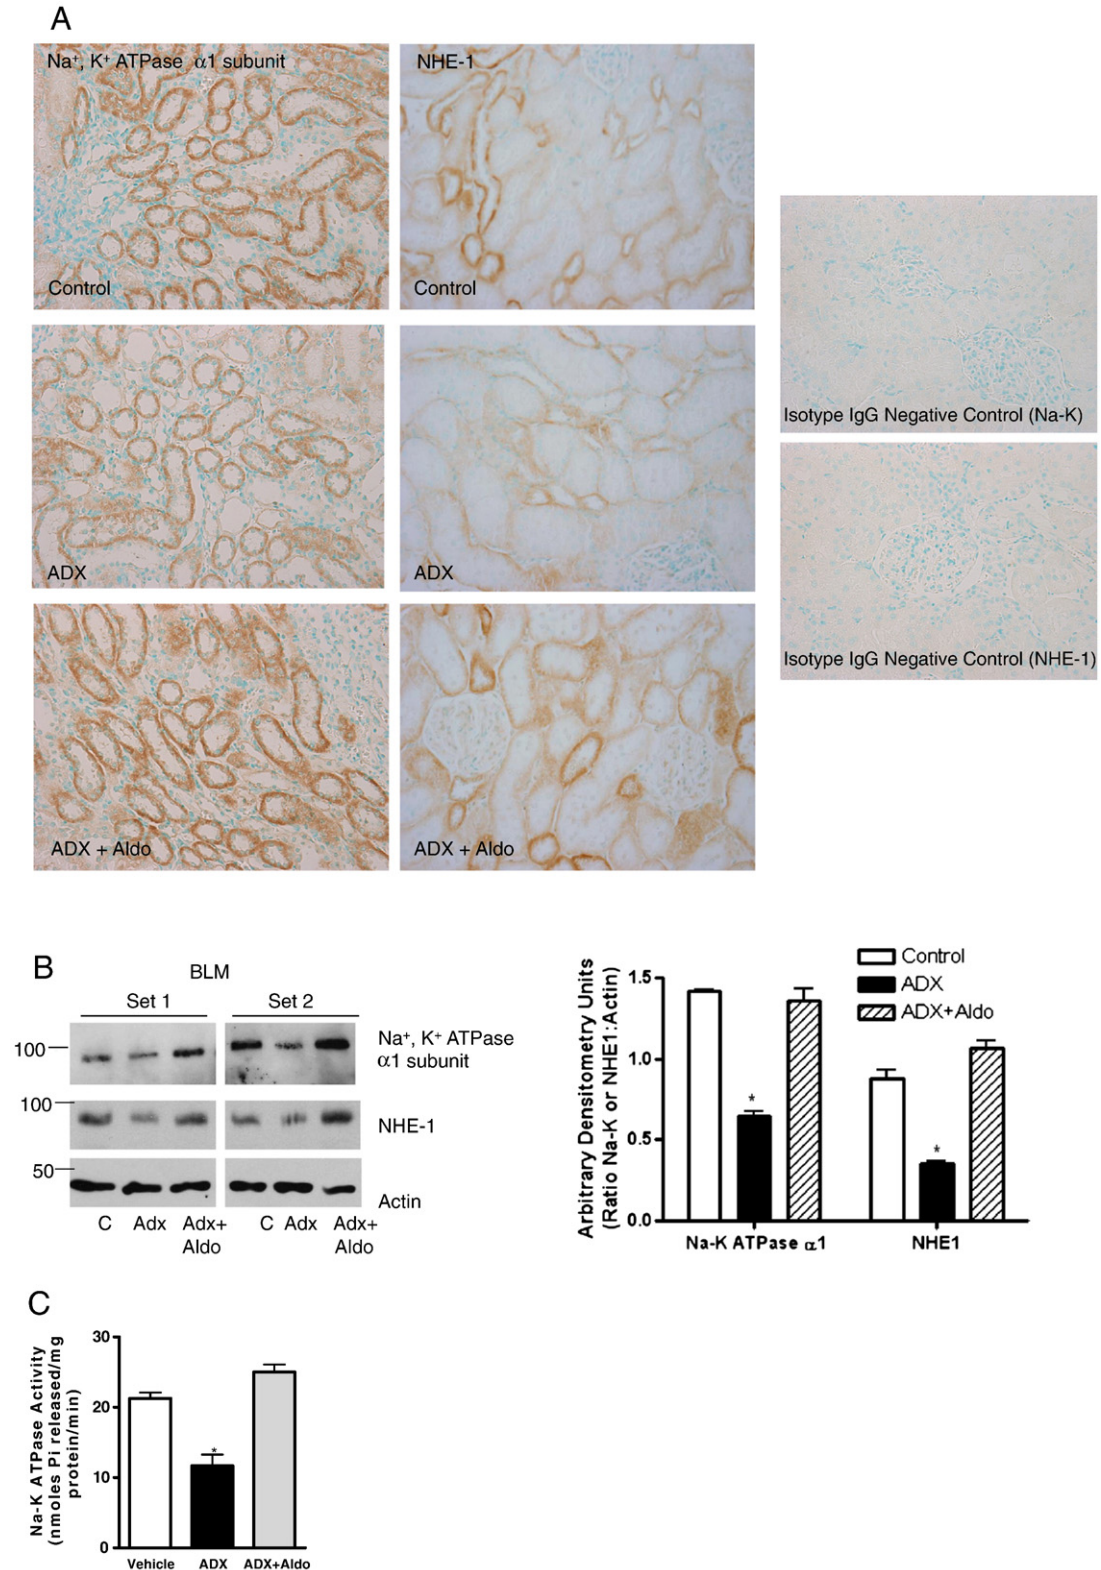 A
Na⁺, K⁺ ATPase α1 subunit
Control
NHE-1
Control
ADX
ADX
ADX + Aldo
ADX + Aldo
Isotype IgG Negative Control (Na-K)
Isotype IgG Negative Control (NHE-1)
B
BLM
Set 1
Set 2
100
Na⁺, K⁺ ATPase
α1 subunit
100
NHE-1
50
Actin
C Adx Adx+
Aldo
C Adx Adx+
Aldo
Arbitrary Densitometry Units
(Ratio Na-K or NHE1:Actin)
1.5
1.0
0.5
0.0
Control
ADX
ADX+Aldo
*
*
Na-K ATPase α1
NHE1
C
Na-K ATPase Activity
(nmoles Pi released/mg
protein/min)
30
20
10
0
*
Vehicle
ADX
ADX+Aldo